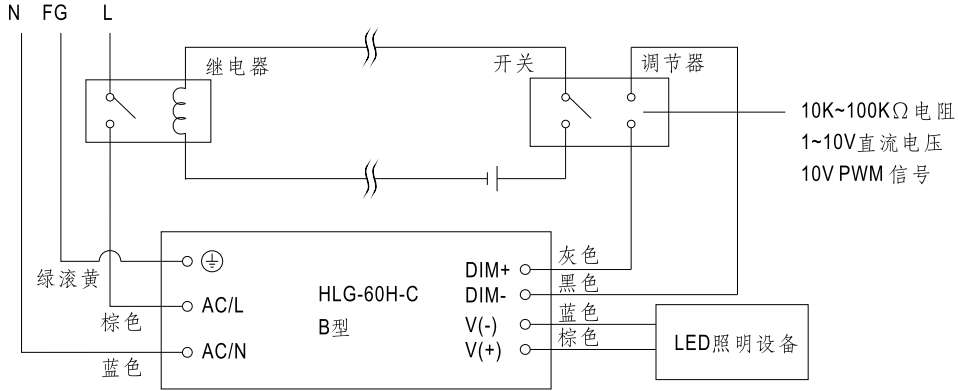 N FG L
继电器
开关
调节器
10K~100KΩ电阻
1~10V直流电压
10V PWM 信号
绿滚黄
棕色
蓝色
AC/L
AC/N
HLG-60H-C
B型
DIM+
DIM-
V(-)
V(+)
灰色
黑色
蓝色
棕色
LED照明设备